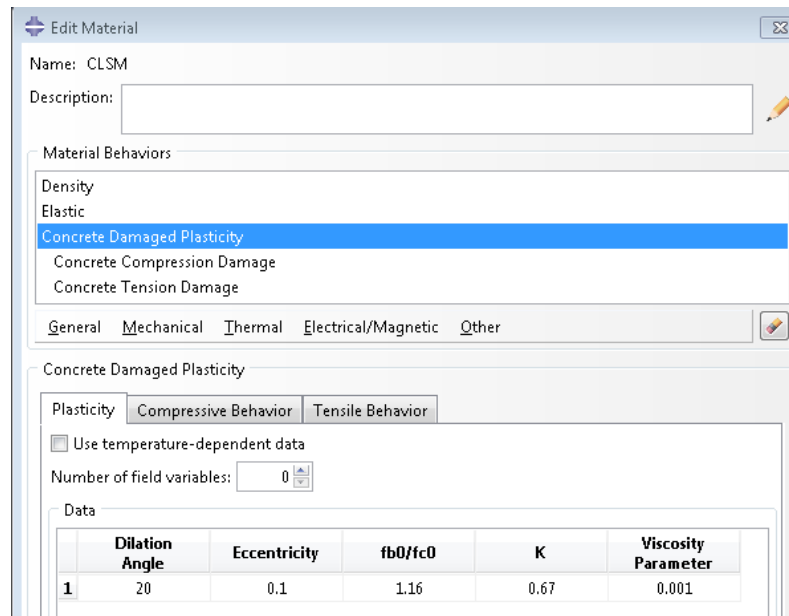 Edit Material
Name: CLSM
Description:
Material Behaviors
Density
Elastic
Concrete Damaged Plasticity
Concrete Compression Damage
Concrete Tension Damage
General Mechanical Thermal Electrical/Magnetic Other
Concrete Damaged Plasticity
Plasticity Compressive Behavior Tensile Behavior
Use temperature-dependent data
Number of field variables: 0
Data
Dilation Angle Eccentricity fb0/fc0 K Viscosity Parameter
1 20 0.1 1.16 0.67 0.001